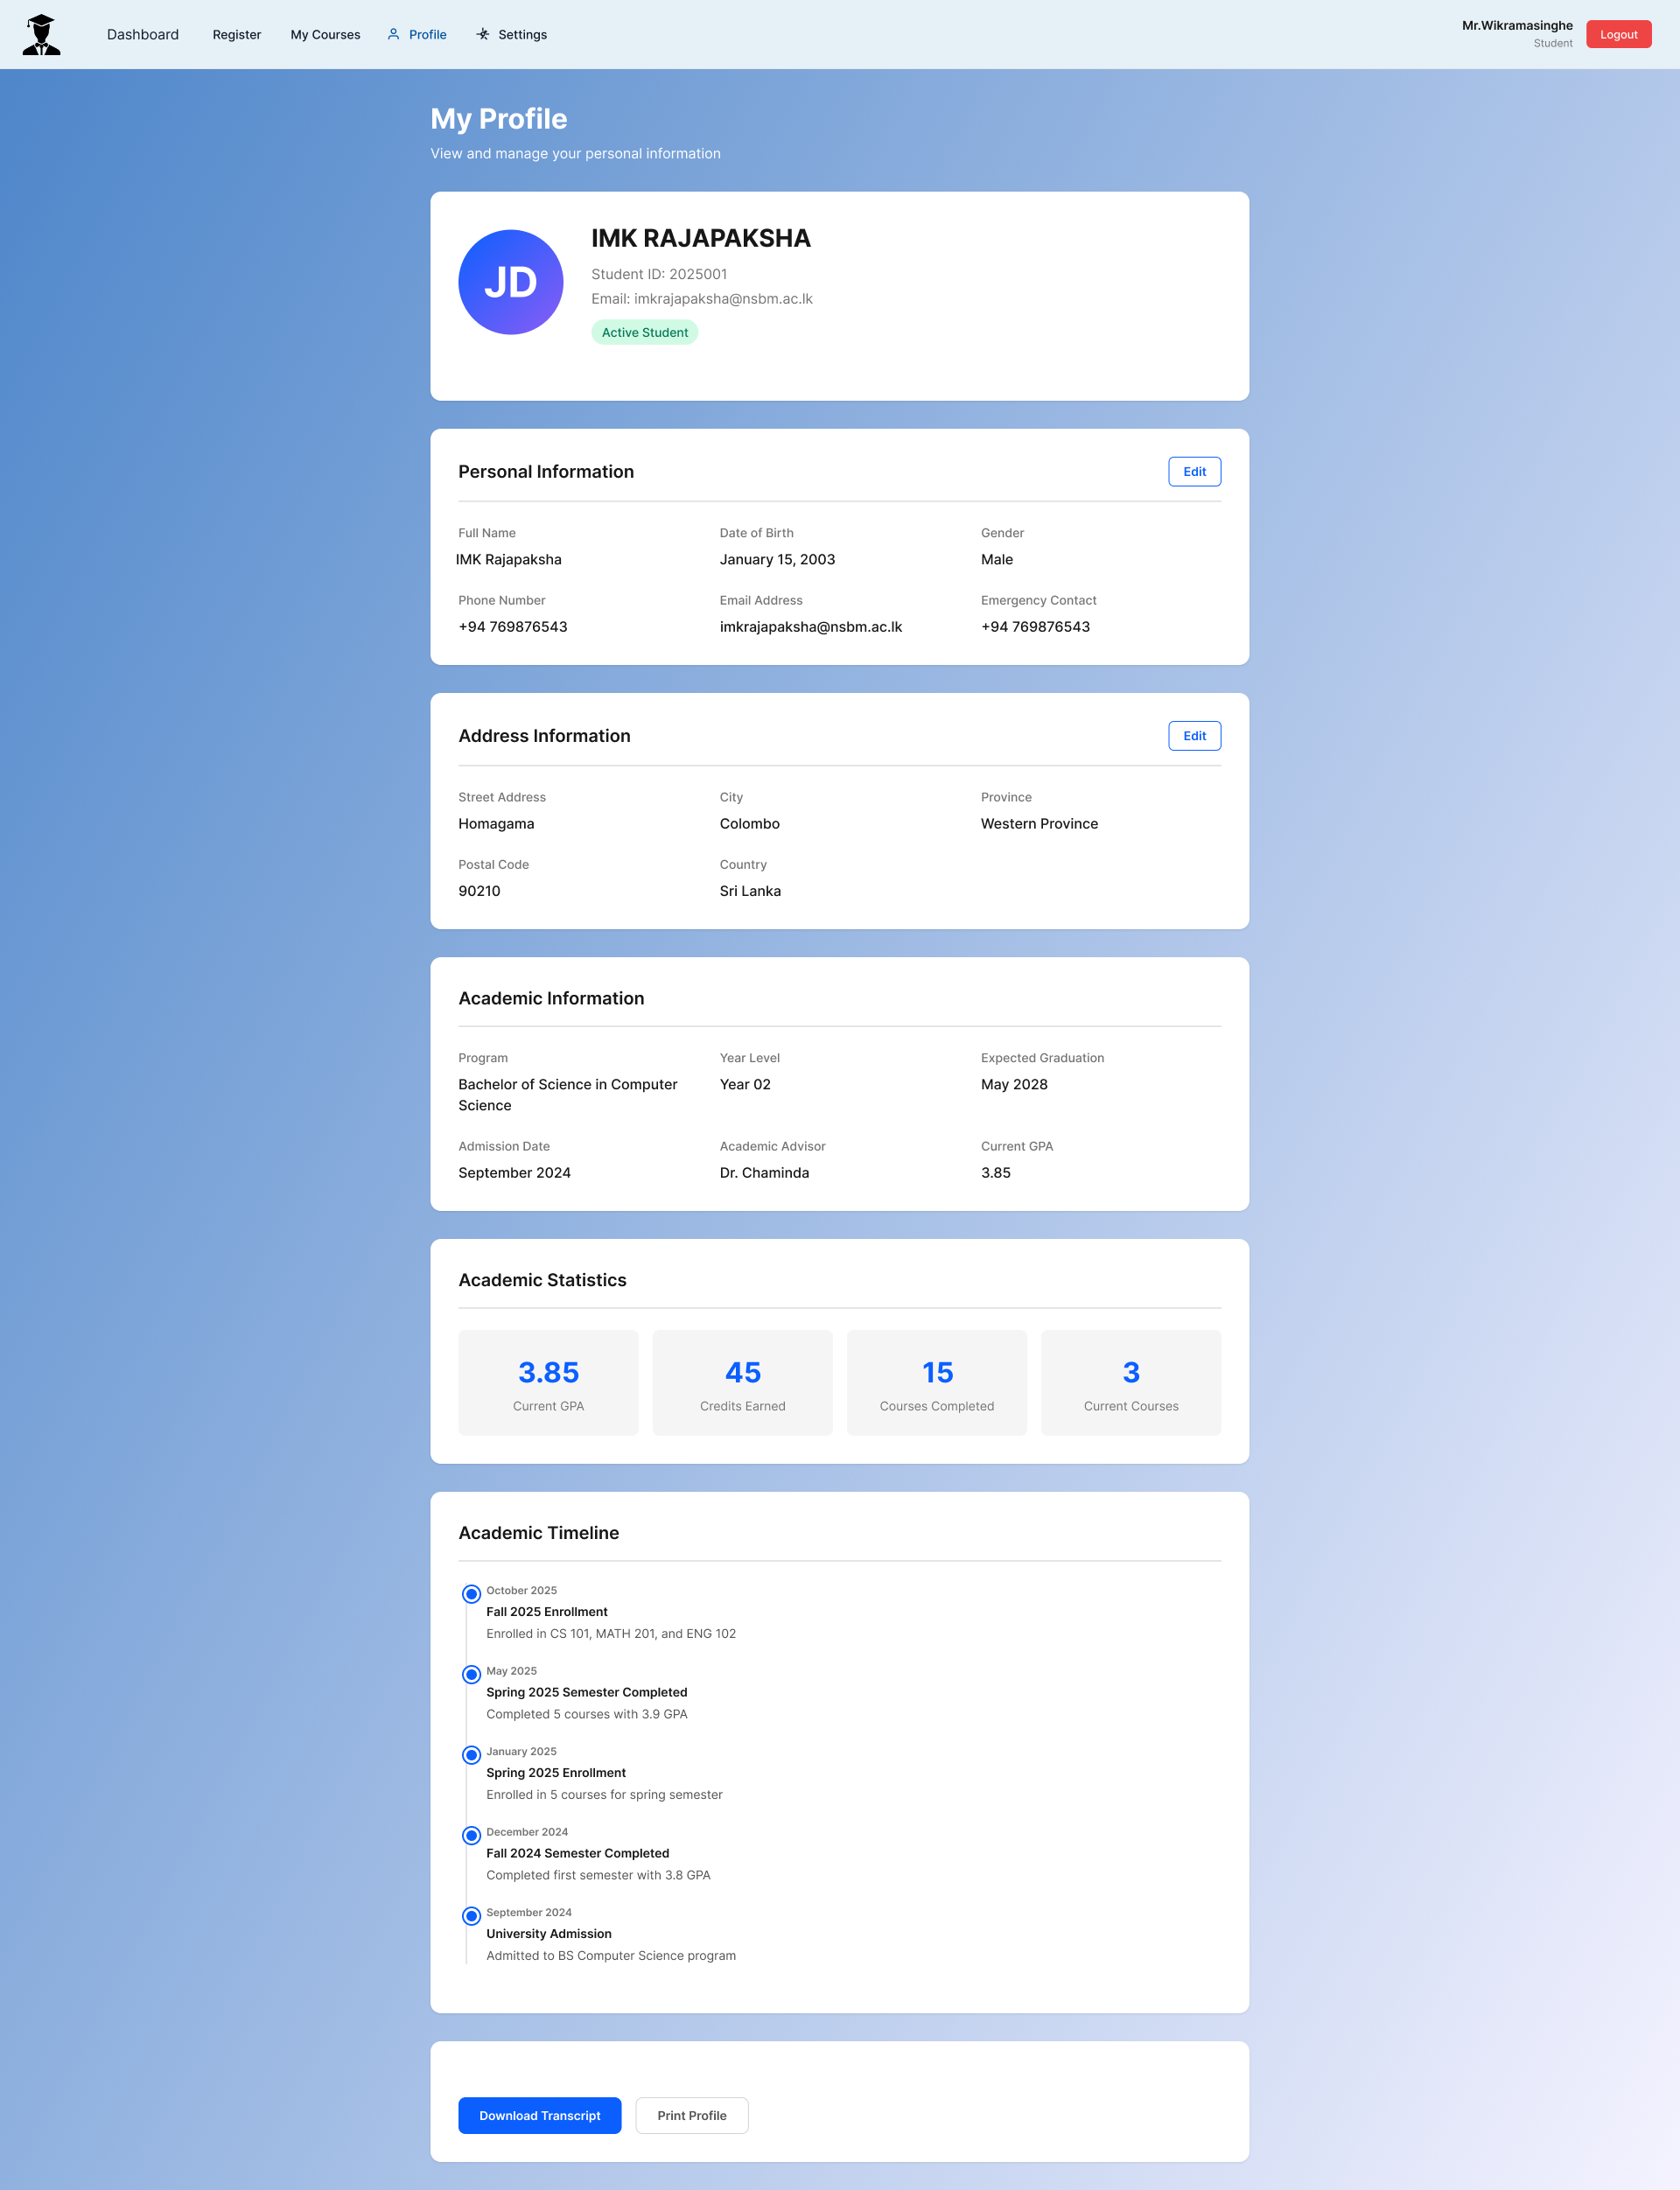 Dashboard Register My Courses Profile Settings
Mr.Wikramasinghe
Student
Logout
My Profile
View and manage your personal information
JD
IMK RAJAPAKSHA
Student ID: 2025001
Email: imkrajapaksha@nsbm.ac.lk
Active Student
Personal Information
Edit
Full Name Date of Birth Gender
IMK Rajapaksha January 15, 2003 Male
Phone Number Email Address Emergency Contact
+94 769876543 imkrajapaksha@nsbm.ac.lk +94 769876543
Address Information
Edit
Street Address City Province
Homagama Colombo Western Province
Postal Code Country
90210 Sri Lanka
Academic Information
Program Year Level Expected Graduation
Bachelor of Science in Computer Year 02 May 2028
Science
Admission Date Academic Advisor Current GPA
September 2024 Dr. Chaminda 3.85
Academic Statistics
3.85 45 15 3
Current GPA Credits Earned Courses Completed Current Courses
Academic Timeline
October 2025
Fall 2025 Enrollment
Enrolled in CS 101, MATH 201, and ENG 102
May 2025
Spring 2025 Semester Completed
Completed 5 courses with 3.9 GPA
January 2025
Spring 2025 Enrollment
Enrolled in 5 courses for spring semester
December 2024
Fall 2024 Semester Completed
Completed first semester with 3.8 GPA
September 2024
University Admission
Admitted to BS Computer Science program
Download Transcript Print Profile